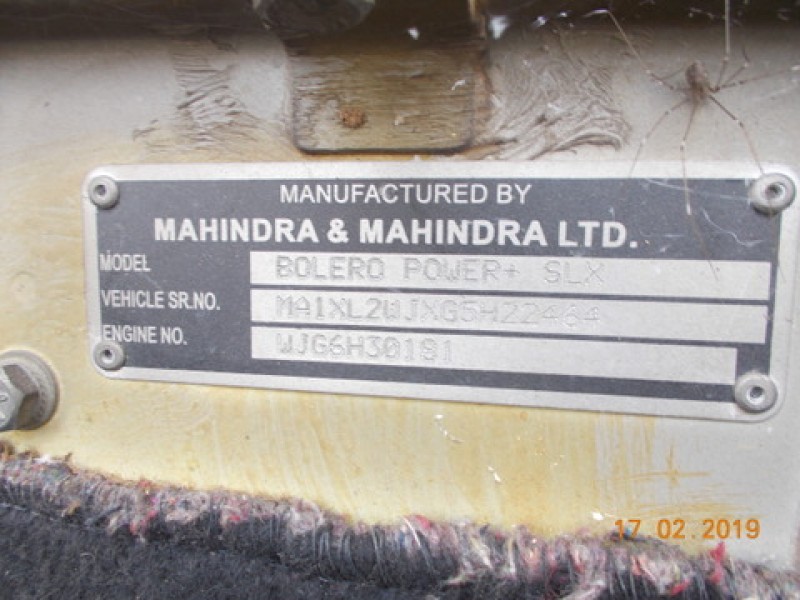 MANUFACTURED BY
MAHINDRA & MAHINDRA LTD.
MODEL BOLERO POWER+ SLX
VEHICLE SR.NO. MA1XL2WJXG5H22464
ENGINE NO. WJG6H30181
17 02 2019